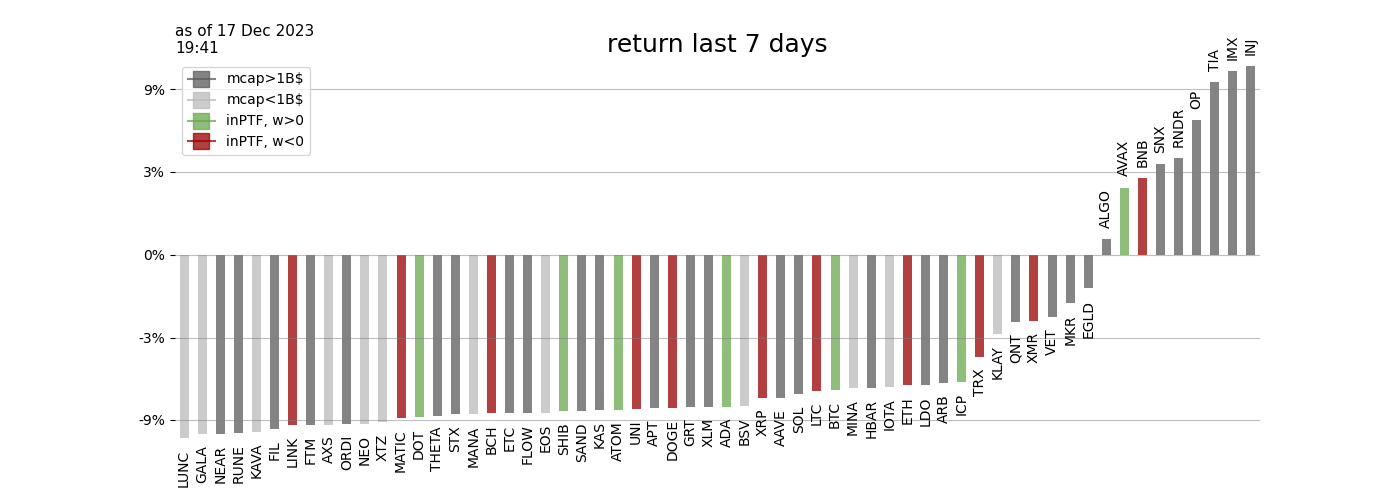 as of 17 Dec 2023
19:41
return last 7 days
mcap>1B$
mcap<1B$
inPTF, w>0
inPTF, w<0
9%
3%
0%
-3%
-9%
LUNC
GALA
NEAR
RUNE
KAVA
FIL
LINK
FTM
AXS
ORDI
NEO
XTZ
MATIC
DOT
THETA
STX
MANA
BCH
ETC
FLOW
EOS
SHIB
SAND
KAS
ATOM
UNI
APT
DOGE
GRT
XLM
ADA
BSV
XRP
AAVE
SOL
LTC
BTC
MINA
HBAR
IOTA
ETH
LDO
ARB
ICP
TRX
KLAY
QNT
XMR
VET
MKR
EGLD
ALGO
AVAX
BNB
SNX
RNDR
OP
TIA
IMX
INJ